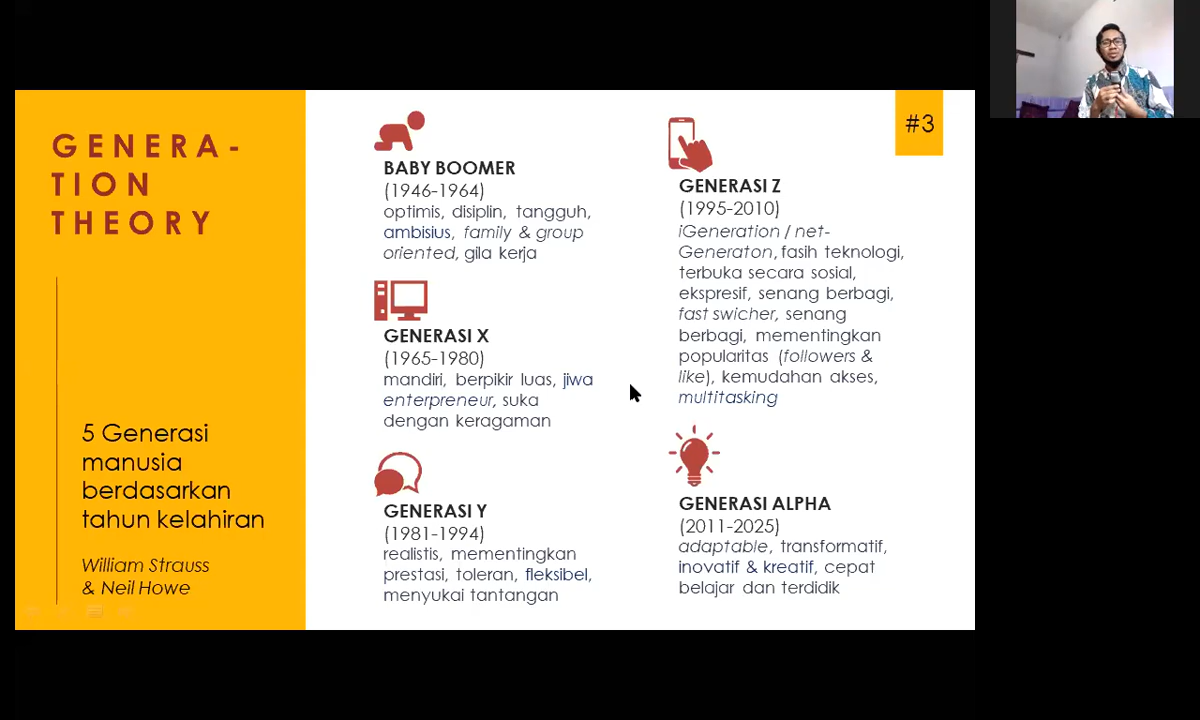 GENERA-
TION
THEORY
5 Generasi
manusia
berdasarkan
tahun kelahiran
William Strauss
& Neil Howe
BABY BOOMER
(1946-1964)
optimis, disiplin, tangguh,
ambisius, family & group
oriented, gila kerja
GENERASI X
(1965-1980)
mandiri, berpikir luas, jiwa
enterpreneur, suka
dengan keragaman
GENERASI Y
(1981-1994)
realistis, mementingkan
prestasi, toleran, fleksibel,
menyukai tantangan
#3
GENERASI Z
(1995-2010)
iGeneration / net-
Generaton, fasih teknologi,
terbuka secara sosial,
ekspresif, senang berbagi,
fast swicher, senang
berbagi, mementingkan
popularitas (followers &
like), kemudahan akses,
multitasking
GENERASI ALPHA
(2011-2025)
adaptable, transformatif,
inovatif & kreatif, cepat
belajar dan terdidik